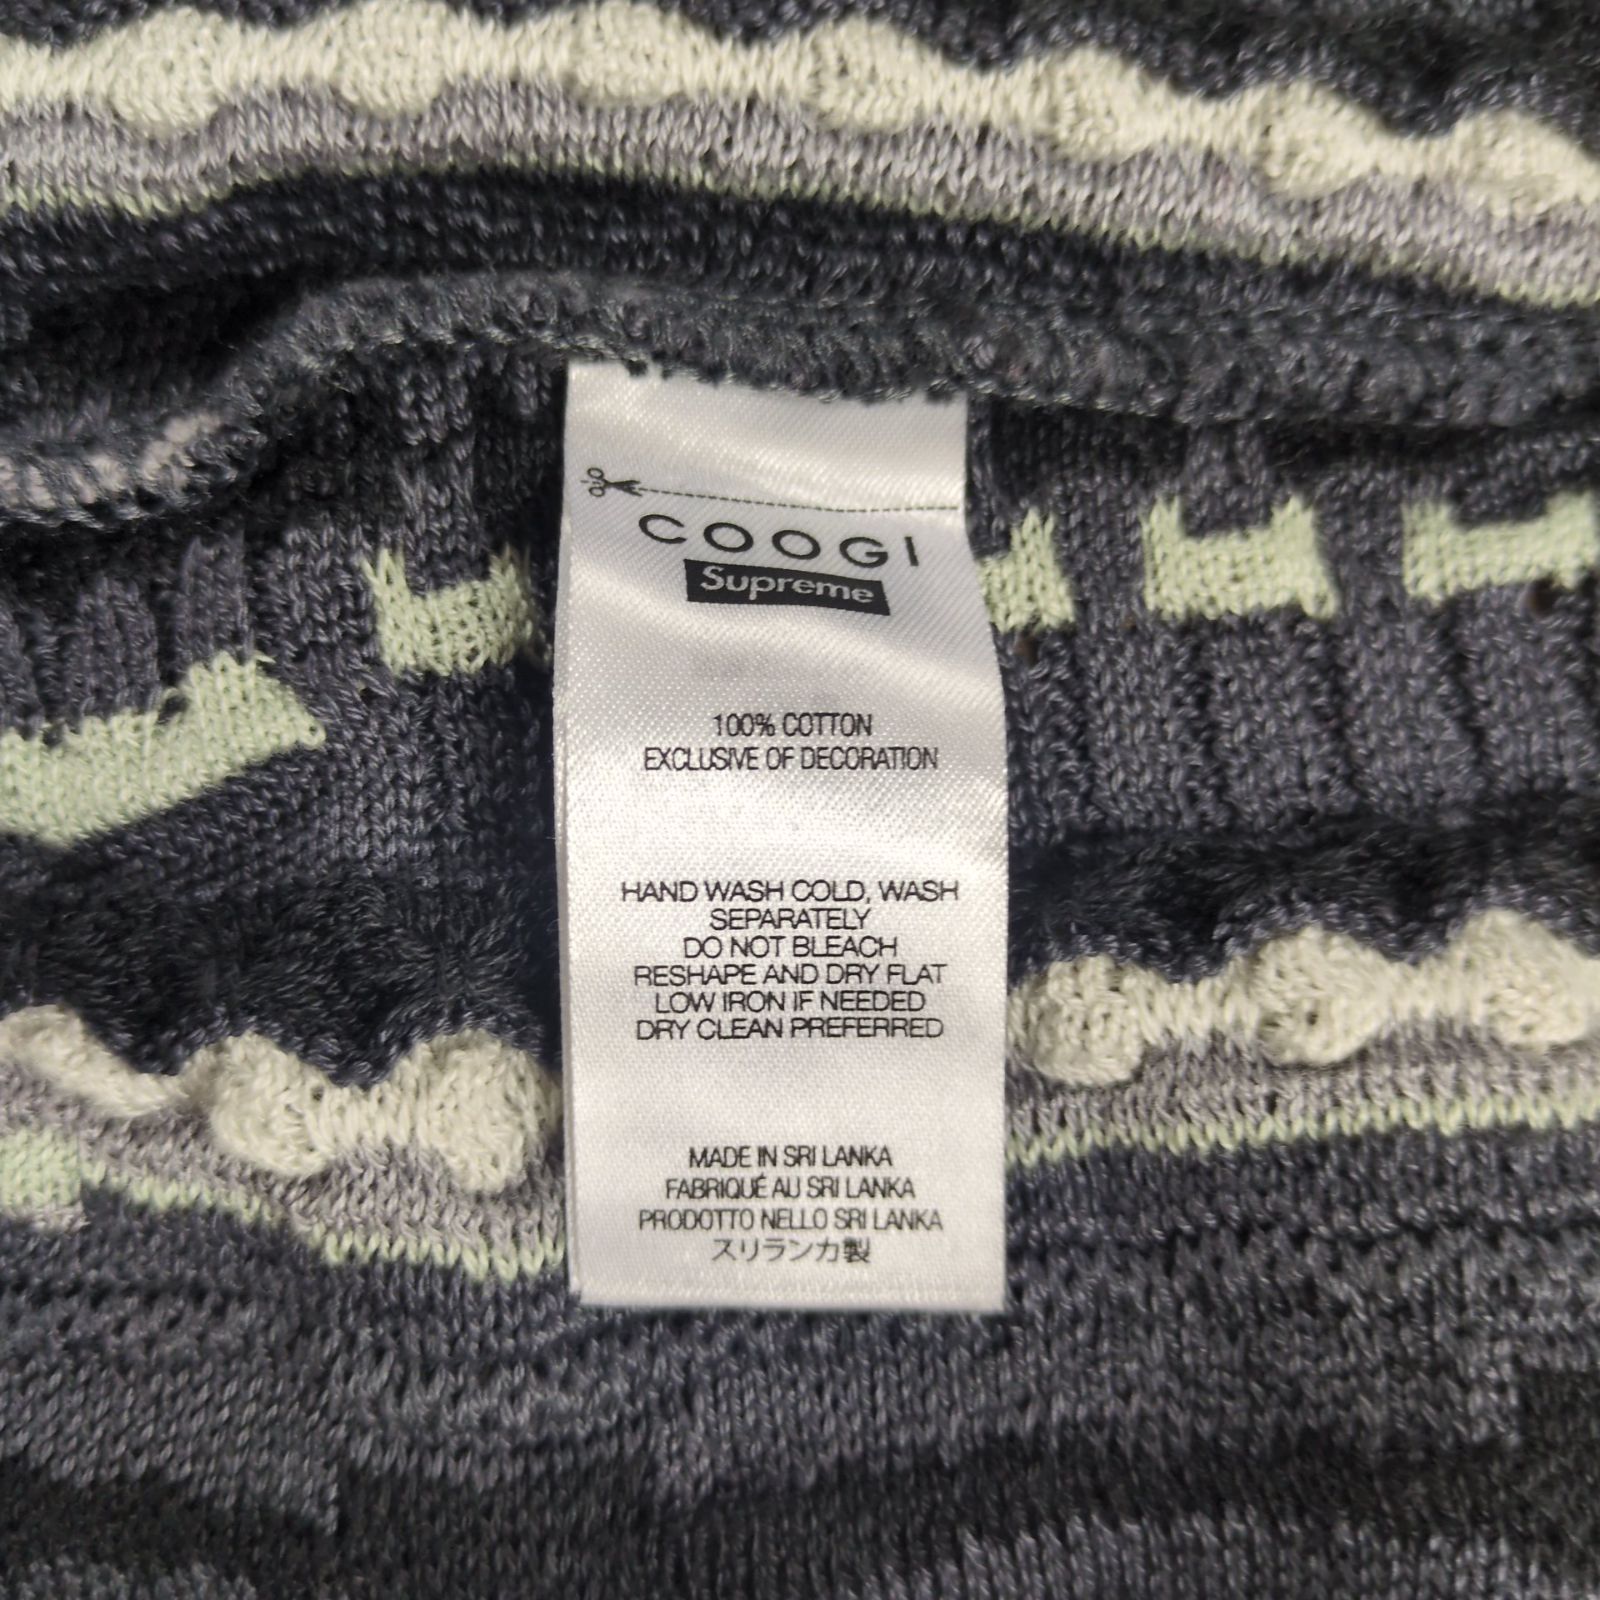 COOGI
Supreme
100% COTTON
EXCLUSIVE OF DECORATION
HAND WASH COLD, WASH
SEPARATELY
DO NOT BLEACH
RESHAPE AND DRY FLAT
LOW IRON IF NEEDED
DRY CLEAN PREFERRED
MADE IN SRI LANKA
FABRIQUÉ AU SRI LANKA
PRODOTTO NELLO SRI LANKA
スリランカ製